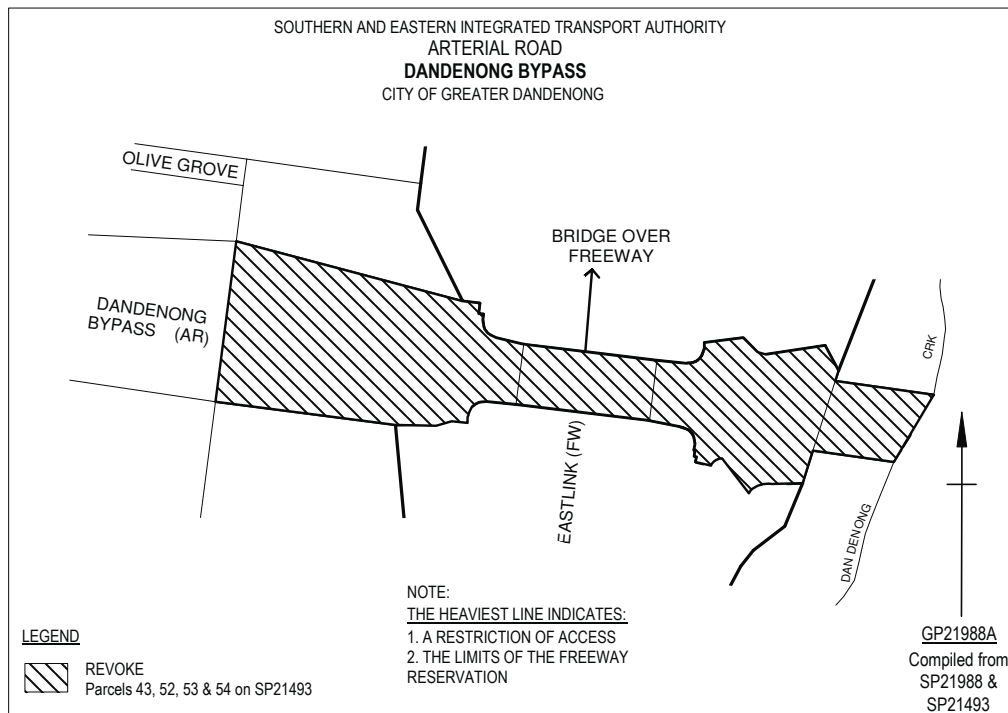 SOUTHERN AND EASTERN INTEGRATED TRANSPORT AUTHORITY
ARTERIAL ROAD
DANDENONG BYPASS
CITY OF GREATER DANDENONG
OLIVE GROVE
BRIDGE OVER
FREEWAY
DANDENONG
BYPASS (AR)
CRK
EASTLINK (FW)
DAN DENONG
NOTE:
THE HEAVIEST LINE INDICATES:
1. A RESTRICTION OF ACCESS
2. THE LIMITS OF THE FREEWAY
RESERVATION
LEGEND
REVOKE
Parcels 43, 52, 53 & 54 on SP21493
GP21988A
Compiled from
SP21988 &
SP21493